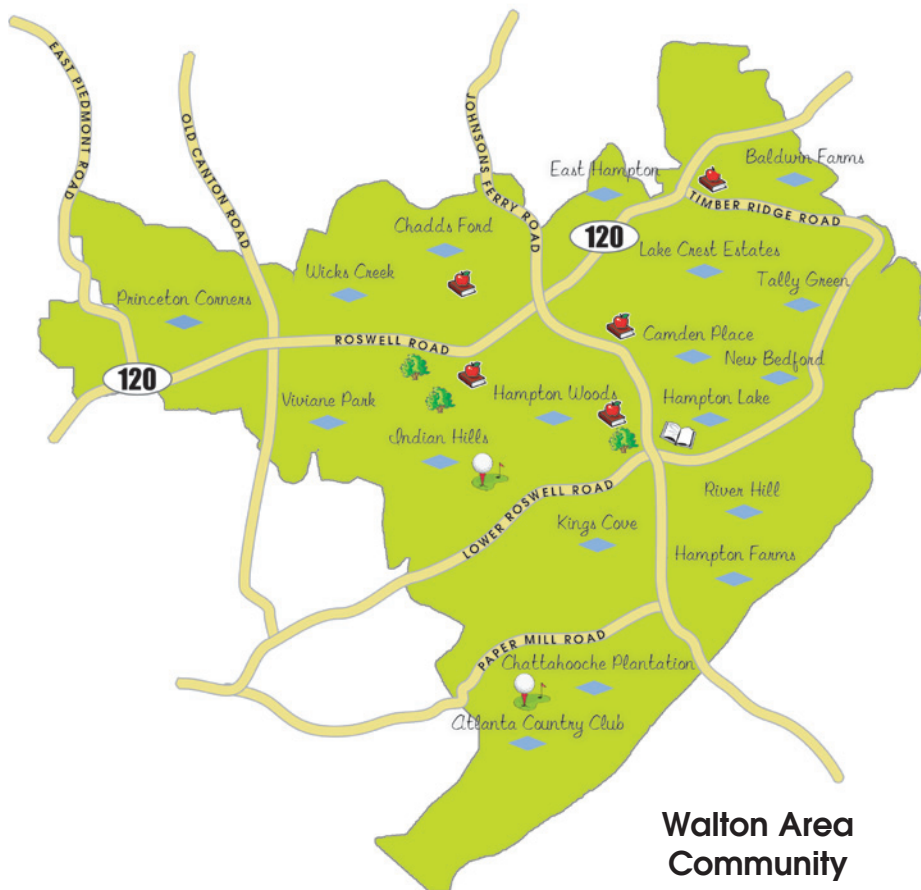 EAST PIEDMONT ROAD
OLD CANTON ROAD
JOHNSONS FERRY ROAD
East Hampton
Baldwin Farms
TIMBER RIDGE ROAD
Chadds Ford
120
Lake Crest Estates
Wicks Creek
Tally Green
Princeton Corners
Camden Place
ROSWELL ROAD
New Bedford
120
Viviane Park
Hampton Woods
Hampton Lake
Indian Hills
LOWER ROSWELL ROAD
River Hill
Kings Cove
Hampton Farms
PAPER MILL ROAD
Chattahooche Plantation
Atlanta Country Club
Walton Area
Community